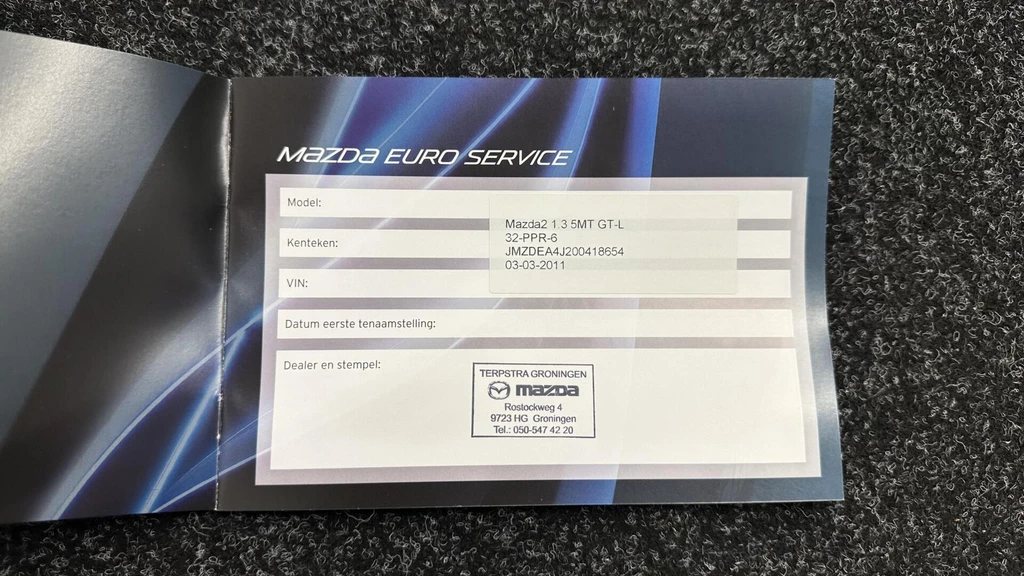 mazda EURO SERVICE
Model:
Mazda2 1.3 5MT GT-L
Kenteken:
32-PPR-6
JMZDEA4J200418654
03-03-2011
VIN:
Datum eerste tenaamstelling:
Dealer en stempel:
TERPSTRA GRONINGEN
mazda
Rostockweg 4
9723 HG Groningen
Tel.: 050-547 42 20